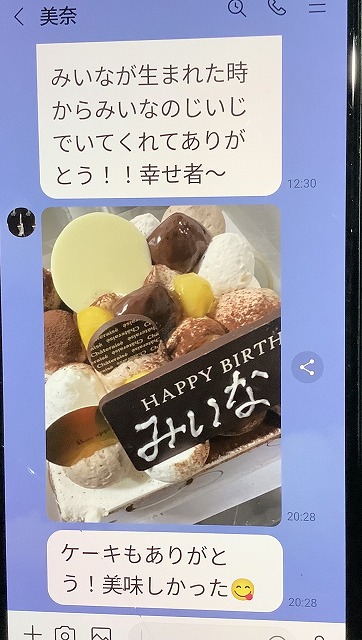 美奈
みいなが生まれた時
からみいなのじいじ
でいてくれてありが
とう！！幸せ者～
12:30
Châteraisé
HAPPY BIRTH
みいな
20:28
ケーキもありがと
う！美味しかった😋
20:28